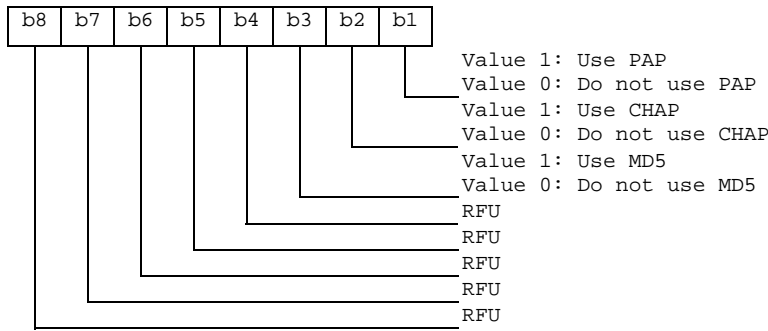 b8 b7 b6 b5 b4 b3 b2 b1
Value 1: Use PAP
Value 0: Do not use PAP
Value 1: Use CHAP
Value 0: Do not use CHAP
Value 1: Use MD5
Value 0: Do not use MD5
RFU
RFU
RFU
RFU
RFU